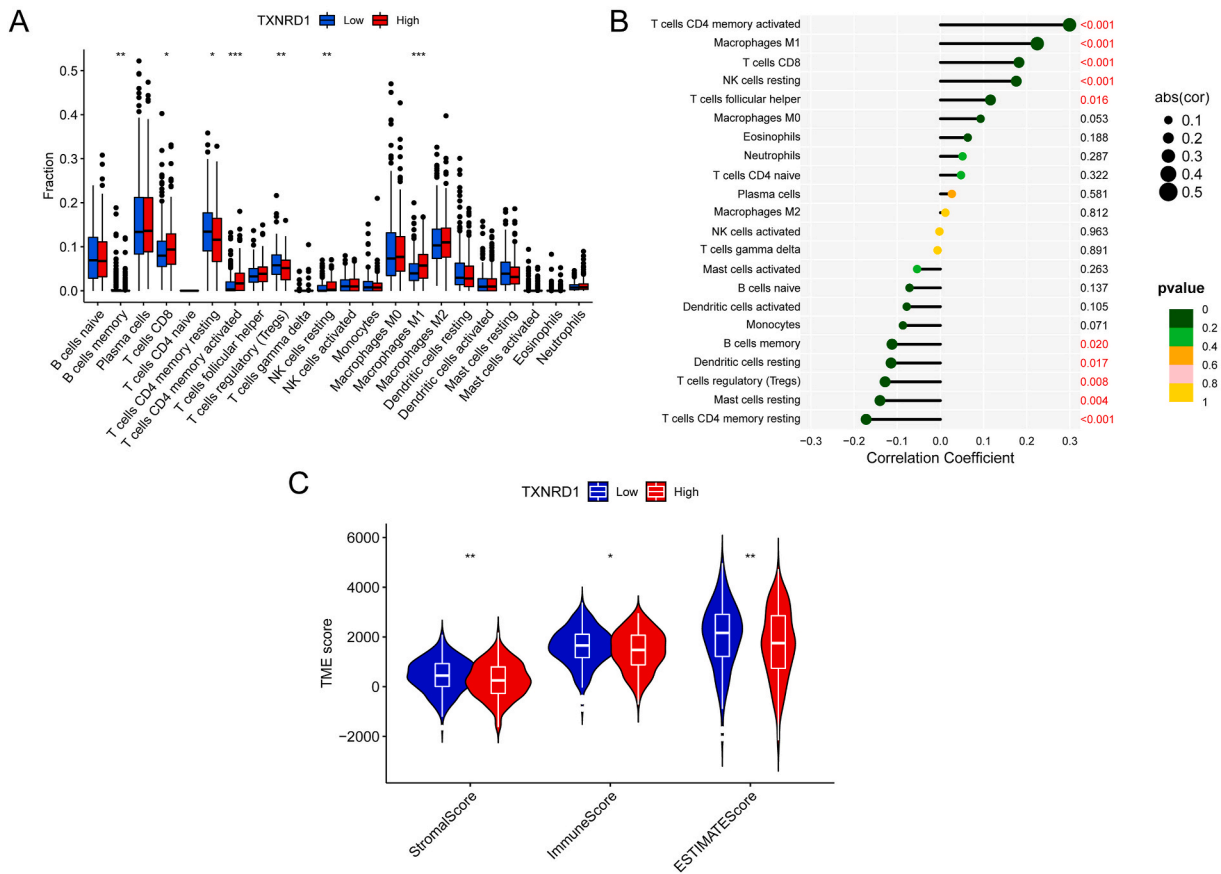 A
TXNRD1 Low High
** * * *** ** ** ***
Fraction
0.5
0.4
0.3
0.2
0.1
0.0
B cells naive
B cells memory
Plasma cells
T cells CD8
T cells CD4 naive
T cells CD4 memory resting
T cells CD4 memory activated
T cells follicular helper
T cells regulatory (Tregs)
T cells gamma delta
NK cells resting
NK cells activated
Monocytes
Macrophages M0
Macrophages M1
Macrophages M2
Dendritic cells resting
Dendritic cells activated
Mast cells resting
Mast cells activated
Eosinophils
Neutrophils
B
T cells CD4 memory activated <0.001
Macrophages M1 <0.001
T cells CD8 <0.001
NK cells resting <0.001
T cells follicular helper 0.016
Macrophages M0 0.053
Eosinophils 0.188
Neutrophils 0.287
T cells CD4 naive 0.322
Plasma cells 0.581
Macrophages M2 0.812
NK cells activated 0.963
T cells gamma delta 0.891
Mast cells activated 0.263
B cells naive 0.137
Dendritic cells activated 0.105
Monocytes 0.071
B cells memory 0.020
Dendritic cells resting 0.017
T cells regulatory (Tregs) 0.008
Mast cells resting 0.004
T cells CD4 memory resting <0.001
−0.3 −0.2 −0.1 0.0 0.1 0.2 0.3
Correlation Coefficient
abs(cor)
0.1
0.2
0.3
0.4
0.5
pvalue
0
0.2
0.4
0.6
0.8
1
C
TXNRD1 Low High
** * **
TME score
6000
4000
2000
0
−2000
StromalScore
ImmuneScore
ESTIMATEScore